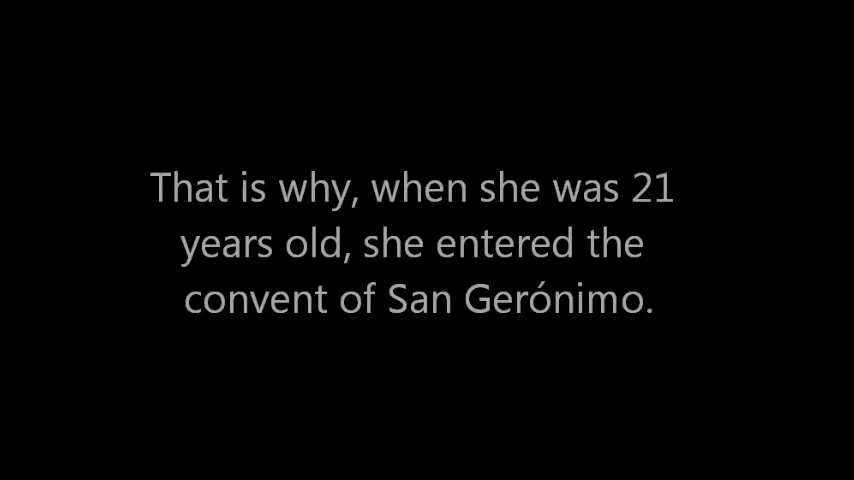 That is why, when she was 21
years old, she entered the
convent of San Gerónimo.